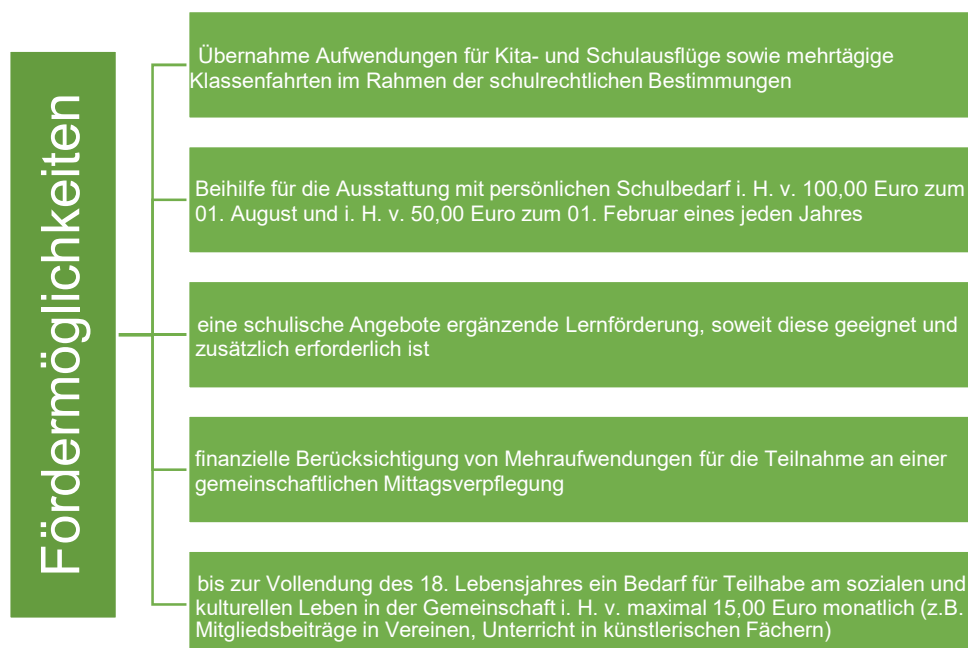 Fördermöglichkeiten
Übernahme Aufwendungen für Kita- und Schulausflüge sowie mehrtägige
Klassenfahrten im Rahmen der schulrechtlichen Bestimmungen
Beihilfe für die Ausstattung mit persönlichen Schulbedarf i. H. v. 100,00 Euro zum
01. August und i. H. v. 50,00 Euro zum 01. Februar eines jeden Jahres
eine schulische Angebote ergänzende Lernförderung, soweit diese geeignet und
zusätzlich erforderlich ist
finanzielle Berücksichtigung von Mehraufwendungen für die Teilnahme an einer
gemeinschaftlichen Mittagsverpflegung
bis zur Vollendung des 18. Lebensjahres ein Bedarf für Teilhabe am sozialen und
kulturellen Leben in der Gemeinschaft i. H. v. maximal 15,00 Euro monatlich (z.B.
Mitgliedsbeiträge in Vereinen, Unterricht in künstlerischen Fächern)